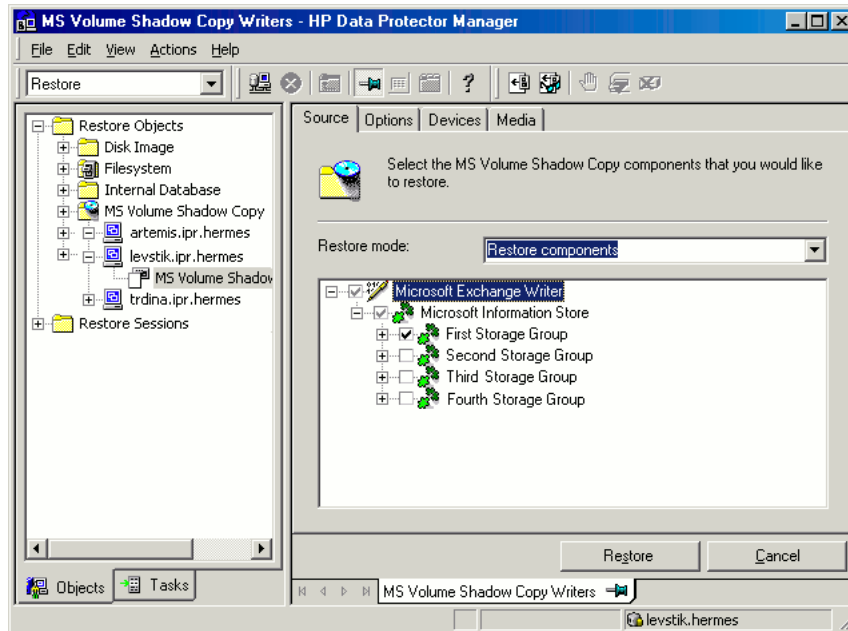 MS Volume Shadow Copy Writers - HP Data Protector Manager
File Edit View Actions Help
Restore
Restore Objects
Disk Image
Filesystem
Internal Database
MS Volume Shadow Copy
artemis.ipr.hermes
levstik.ipr.hermes
MS Volume Shadow
trdina.ipr.hermes
Restore Sessions
Objects Tasks
Source Options Devices Media
Select the MS Volume Shadow Copy components that you would like
to restore.
Restore mode: Restore components
Microsoft Exchange Writer
Microsoft Information Store
First Storage Group
Second Storage Group
Third Storage Group
Fourth Storage Group
Restore Cancel
MS Volume Shadow Copy Writers
levstik.hermes